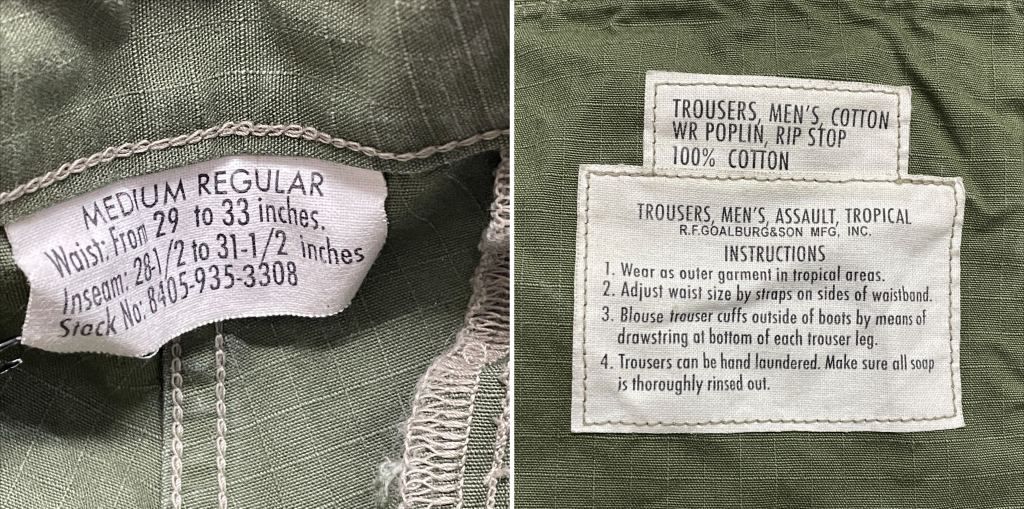 MEDIUM REGULAR
Waist: From 29 to 33 inches.
Inseam: 28-1/2 to 31-1/2 inches
Stock No: 8405-935-3308
TROUSERS, MEN'S, COTTON
WR POPLIN, RIP STOP
100% COTTON
TROUSERS, MEN'S, ASSAULT, TROPICAL
R.F.GOALBURG&SON MFG, INC.
INSTRUCTIONS
1. Wear as outer garment in tropical areas.
2. Adjust waist size by straps on sides of waistband.
3. Blouse trouser cuffs outside of boots by means of
drawstring at bottom of each trouser leg.
4. Trousers can be hand laundered. Make sure all soap
is thoroughly rinsed out.